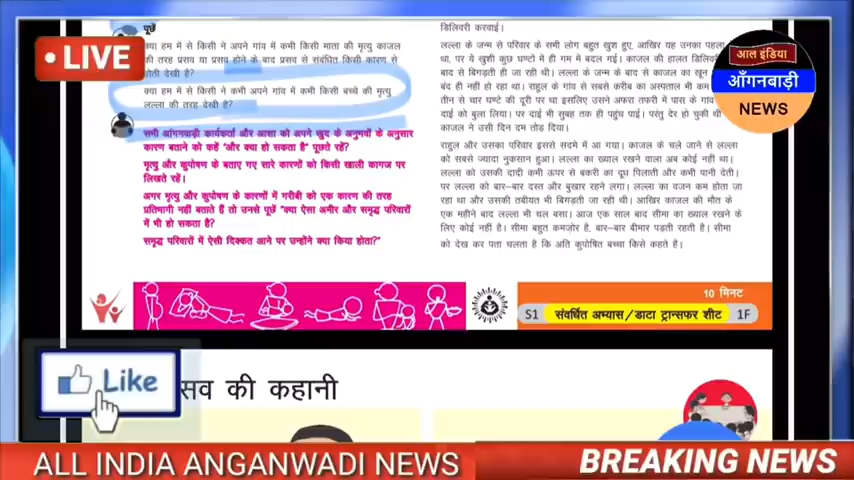 LIVE
पूछें
क्या हम में से किसी ने अपने गांव में कभी किसी माता की मृत्यु काजल
की तरह प्रसव या प्रसव होने के बाद प्रसव से संबंधित किसी कारण से
होती देखी है?
क्या हम में से किसी ने कभी अपने गांव में कभी किसी बच्चे की मृत्यु
लल्ला की तरह देखी है?
सभी आंगनवाड़ी कार्यकर्ता और आशा को अपने खुद के अनुभवों के अनुसार
कारण बताने को कहें "और क्या हो सकता है" पूछते रहें?
मृत्यु और कुपोषण के बताए गए सारे कारणों को किसी खाली कागज पर
लिखते रहें।
अगर मृत्यु और कुपोषण के कारणों में गरीबी को एक कारण की तरह
प्रतिभागी नहीं बताते हैं तो उनसे पूछें "क्या ऐसा अमीर और समृद्ध परिवारों
में भी हो सकता है?
समृद्ध परिवारों में ऐसी दिक्कत आने पर उन्होंने क्या किया होता?"
डिलिवरी करवाई।
लल्ला के जन्म से परिवार के सभी लोग बहुत खुश हुए, आखिर यह उनका पहला
था, पर ये खुशी कुछ घण्टों में ही गम में बदल गई। काजल की हालत डिलिवरी
बाद से बिगड़ती ही जा रही थी। लल्ला के जन्म के बाद से काजल का खून
बंद ही नहीं हो रहा था। राहुल के गांव से सबसे करीब का अस्पताल भी कम
तीन से चार घण्टे की दूरी पर था इसलिए उसने अफरा तफरी में पास के गांव
दाई को बुला लिया। पर दाई भी सुबह तक ही पहुंच पाई। परंतु देर हो चुकी थी
काजल ने उसी दिन दम तोड़ दिया।
राहुल और उसका परिवार इससे सदमे में आ गया। काजल के चले जाने से लल्ला
को सबसे ज्यादा नुकसान हुआ। लल्ला का ख्याल रखने वाला अब कोई नहीं था।
लल्ला को उसकी दादी कभी ऊपर से बकरी का दूध पिलाती और कभी पानी देती।
पर लल्ला को बार-बार दस्त और बुखार रहने लगा। लल्ला का वजन कम होता जा
रहा था और उसकी तबीयत भी बिगड़ती जा रही थी। आखिर काजल की मौत के
एक महीने बाद लल्ला भी चल बसा। आज एक साल बाद सीमा का ख्याल रखने के
लिए कोई नहीं है। सीमा बहुत कमज़ोर है, बार-बार बीमार पड़ती रहती है। सीमा
को देख कर पता चलता है कि अति कुपोषित बच्चा किसे कहते है।
आल इंडिया
आँगनबाड़ी
NEWS
10 मिनट
S1 संवर्धित अभ्यास/डाटा ट्रान्सफर शीट 1F
Like
सव की कहानी
ALL INDIA ANGANWADI NEWS
BREAKING NEWS